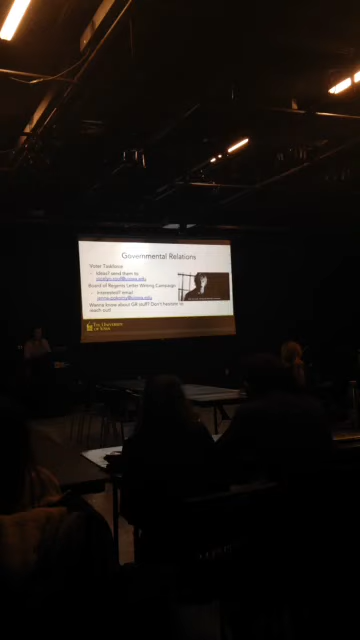 Governmental Relations
Voter Taskforce
Ideas? Send them to
Board of Regents Letter Writing Campaign
Interested? email
Wanna know about GR stuff? Don't hesitate to
reach out!
THE UNIVERSITY
OF IOWA